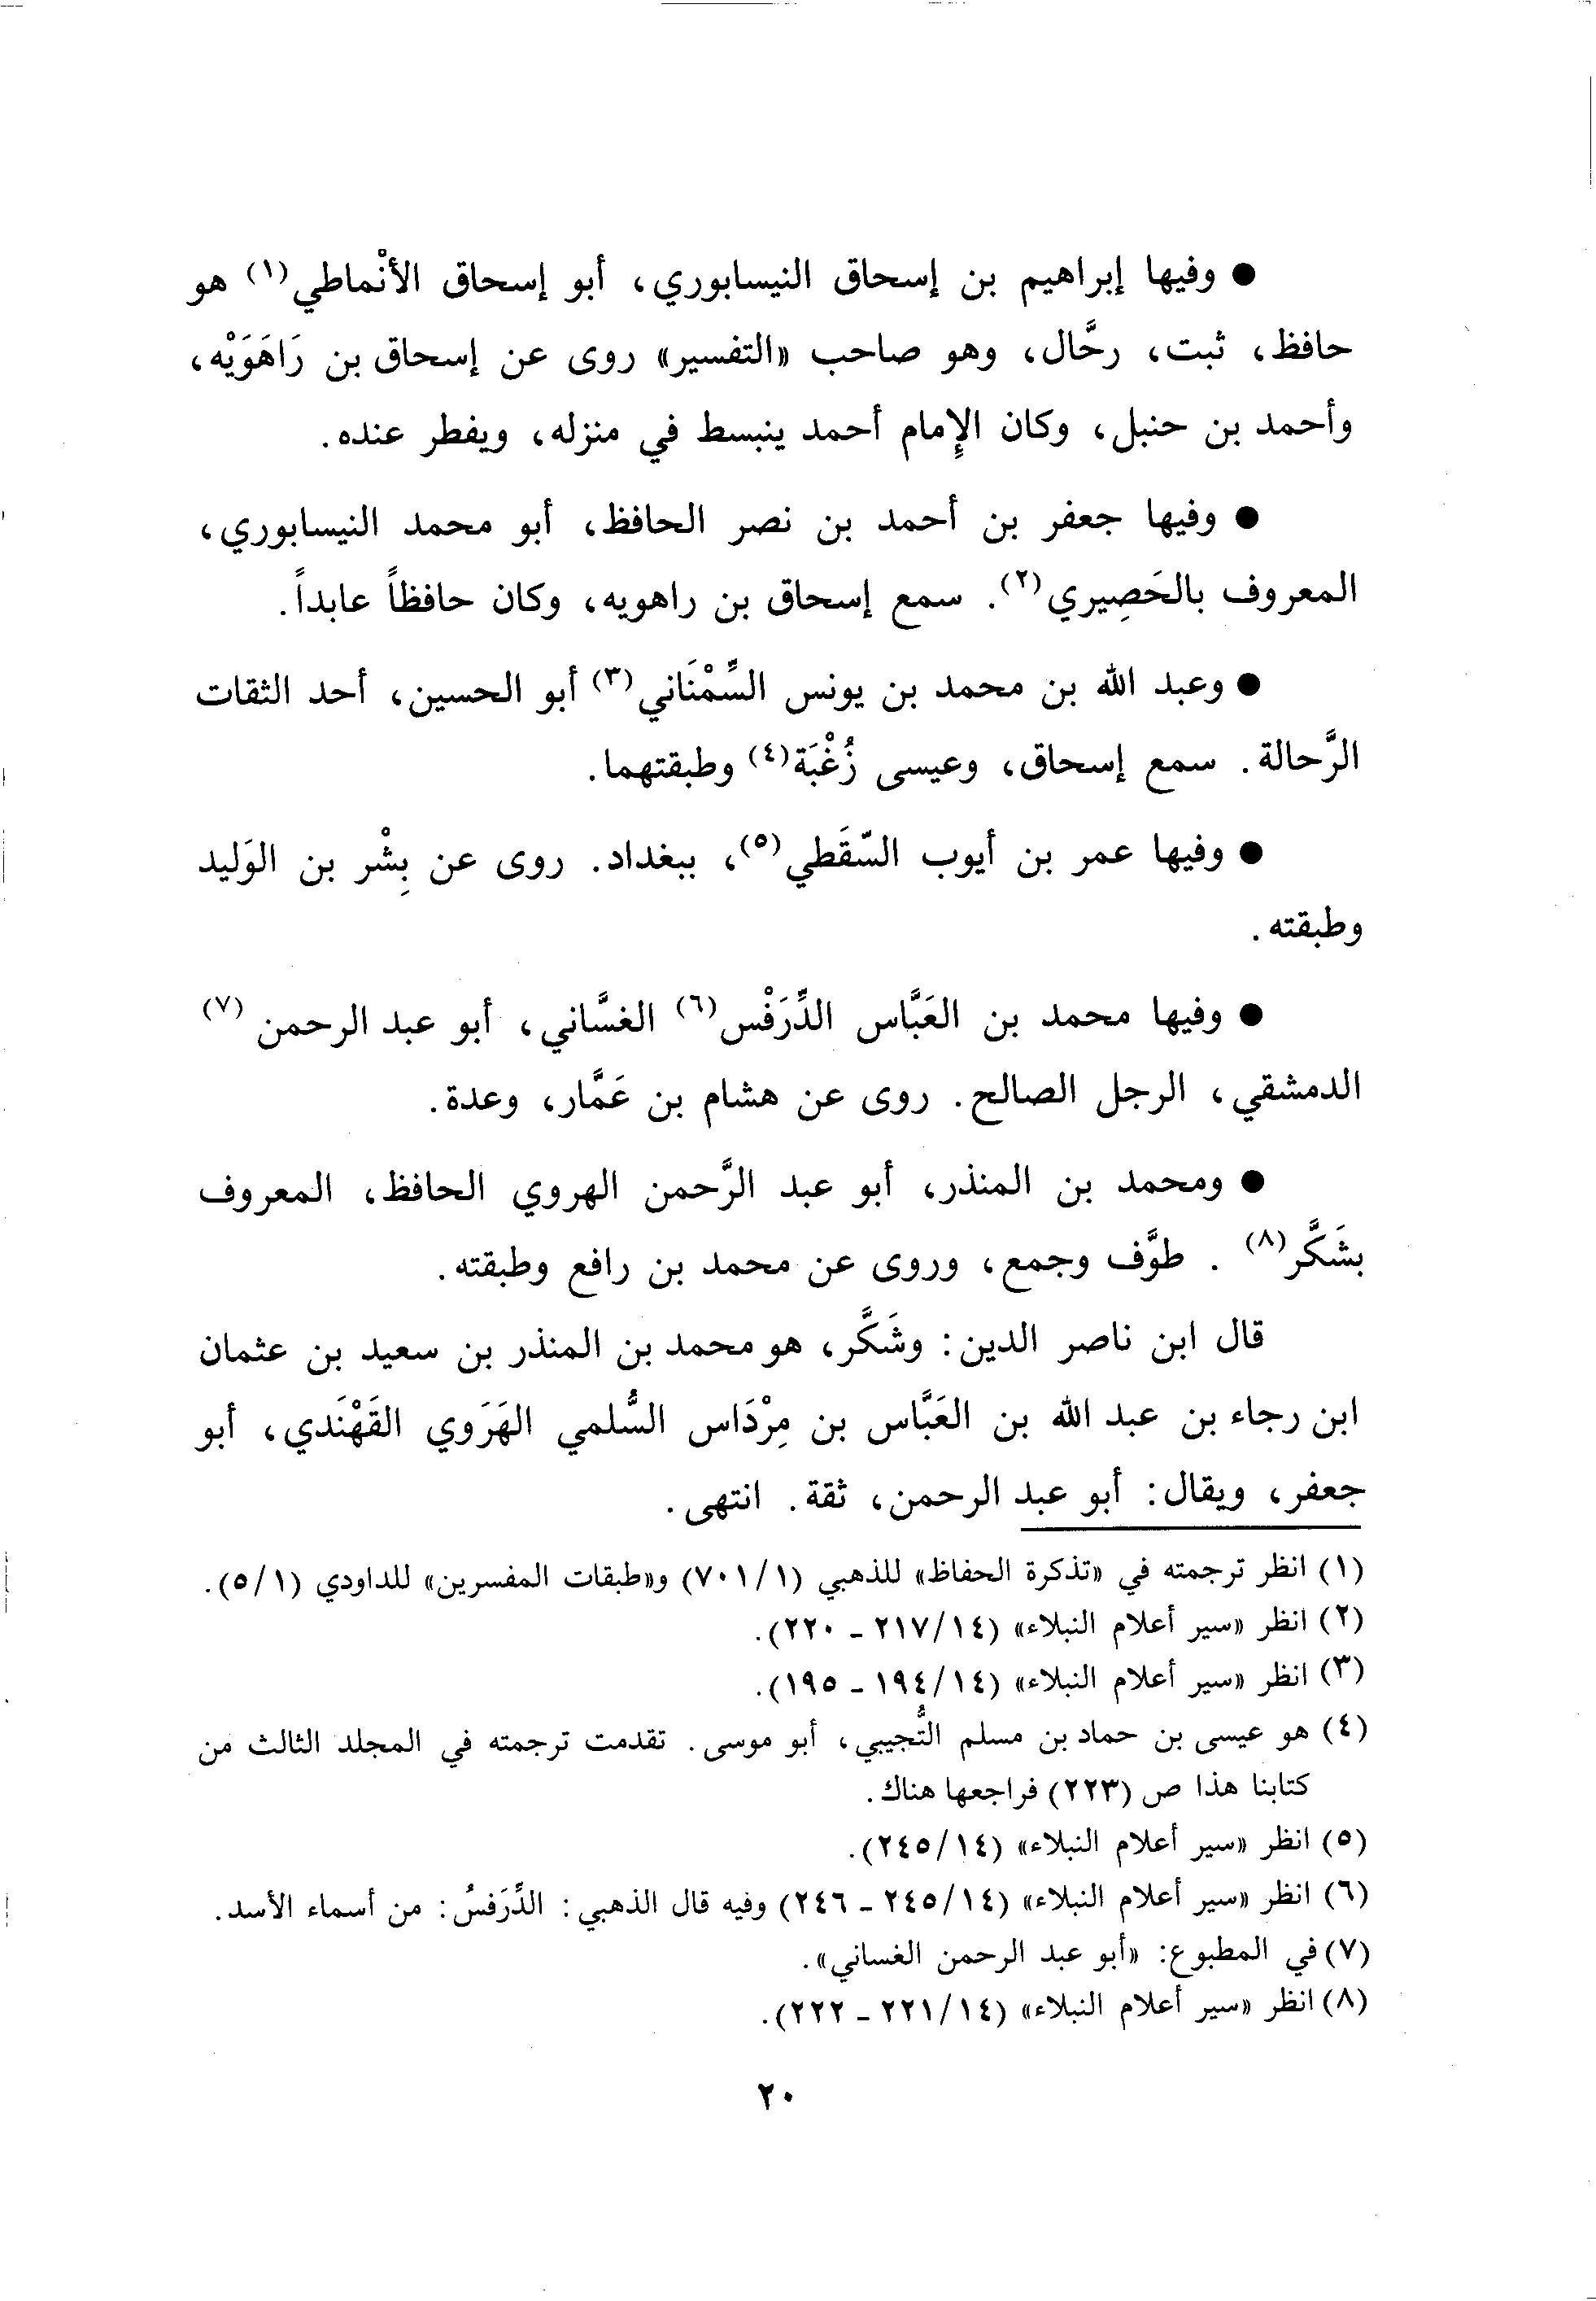 ● وفيها إبراهيم بن إسحاق النيسابوري، أبو إسحاق الأنْماطي(١) هو
حافظ، ثبت، رحَّال، وهو صاحب «التفسير» روى عن إسحاق بن رَاهَوَيْه،
وأحمد بن حنبل، وكان الإِمام أحمد ينبسط في منزله، ويفطر عنده.
● وفيها جعفر بن أحمد بن نصر الحافظ، أبو محمد النيسابوري،
المعروف بالحَصِيري(٢). سمع إسحاق بن راهويه، وكان حافظاً عابداً.
● وعبد الله بن محمد بن يونس السِّمْنَاني(٣) أبو الحسين، أحد الثقات
الرَّحالة. سمع إسحاق، وعيسى زُغْبَة(٤) وطبقتهما.
● وفيها عمر بن أيوب السَّقَطي(٥)، ببغداد. روى عن بِشْر بن الوَليد
وطبقته.
● وفيها محمد بن العَبَّاس الدِّرَفْس(٦) الغسَّاني، أبو عبد الرحمن (٧)
الدمشقي، الرجل الصالح. روى عن هشام بن عَمَّار، وعدة.
● ومحمد بن المنذر، أبو عبد الرَّحمن الهروي الحافظ، المعروف
بشَكَّر(٨) . طوَّف وجمع، وروى عن محمد بن رافع وطبقته.
قال ابن ناصر الدين: وشَكَّر، هو محمد بن المنذر بن سعيد بن عثمان
ابن رجاء بن عبد الله بن العَبَّاس بن مِرْدَاس السُّلمي الهَرَوي القَهْنَدي، أبو
جعفر، ويقال: أبو عبد الرحمن، ثقة. انتهى.
(١) انظر ترجمته في «تذكرة الحفاظ» للذهبي (٧٠١/١) و«طبقات المفسرين» للداودي (٥/١).
(٢) انظر «سير أعلام النبلاء» (٢١٧/١٤ ـ ٢٢٠).
(٣) انظر «سير أعلام النبلاء» (١٩٤/١٤ ـ ١٩٥).
(٤) هو عيسى بن حماد بن مسلم التُّجيبي، أبو موسى. تقدمت ترجمته في المجلد الثالث من
كتابنا هذا ص (٢٢٣) فراجعها هناك.
(٥) انظر «سير أعلام النبلاء» (٢٤٥/١٤).
(٦) انظر «سير أعلام النبلاء» (٢٤٥/١٤ ـ ٢٤٦) وفيه قال الذهبي: الدِّرَفسُ: من أسماء الأسد.
(٧) في المطبوع: «أبو عبد الرحمن الغساني».
(٨) انظر «سير أعلام النبلاء» (٢٢١/١٤ ـ ٢٢٢).
٢٠